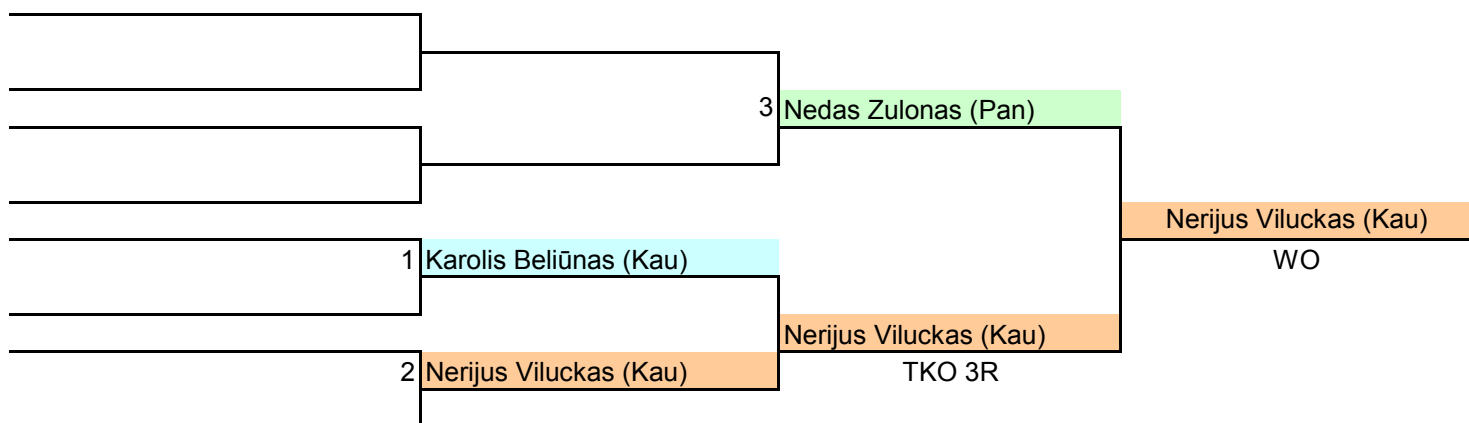 3 Nedas Zulonas (Pan)
Nerijus Viluckas (Kau)
1 Karolis Beliūnas (Kau)
WO
Nerijus Viluckas (Kau)
2 Nerijus Viluckas (Kau)
TKO 3R